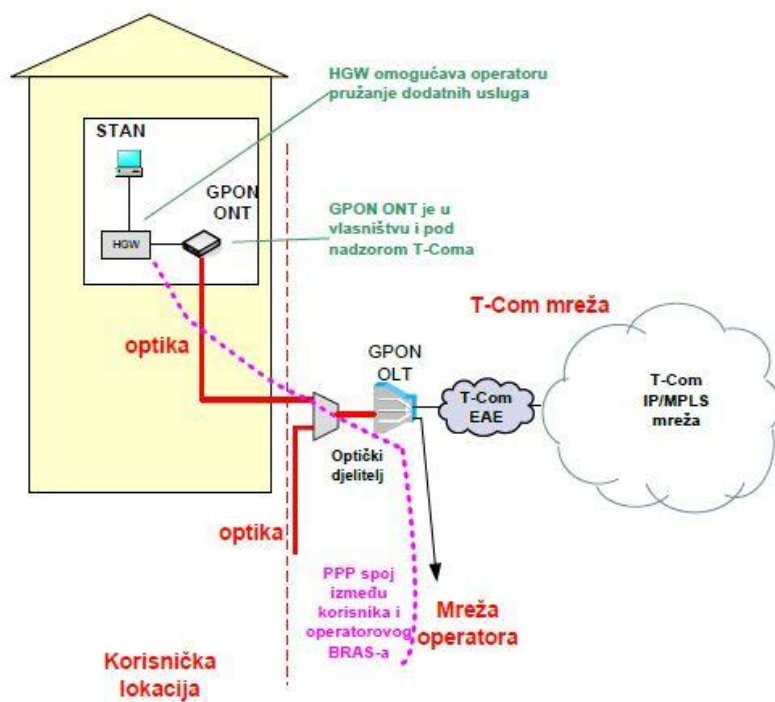 HGW omogućava operatoru
pružanje dodatnih usluga
STAN
GPON
ONT
HGW
GPON ONT je u
vlasništvu i pod
nadzorom T-Coma
T-Com mreža
optika
GPON
OLT
T-Com
EAE
T-Com
IP/MPLS
mreža
Optički
djelitelj
optika
PPP spoj
između
korisnika i
operatorovog
BRAS-a
Mreža
operatora
Korisnička
lokacija